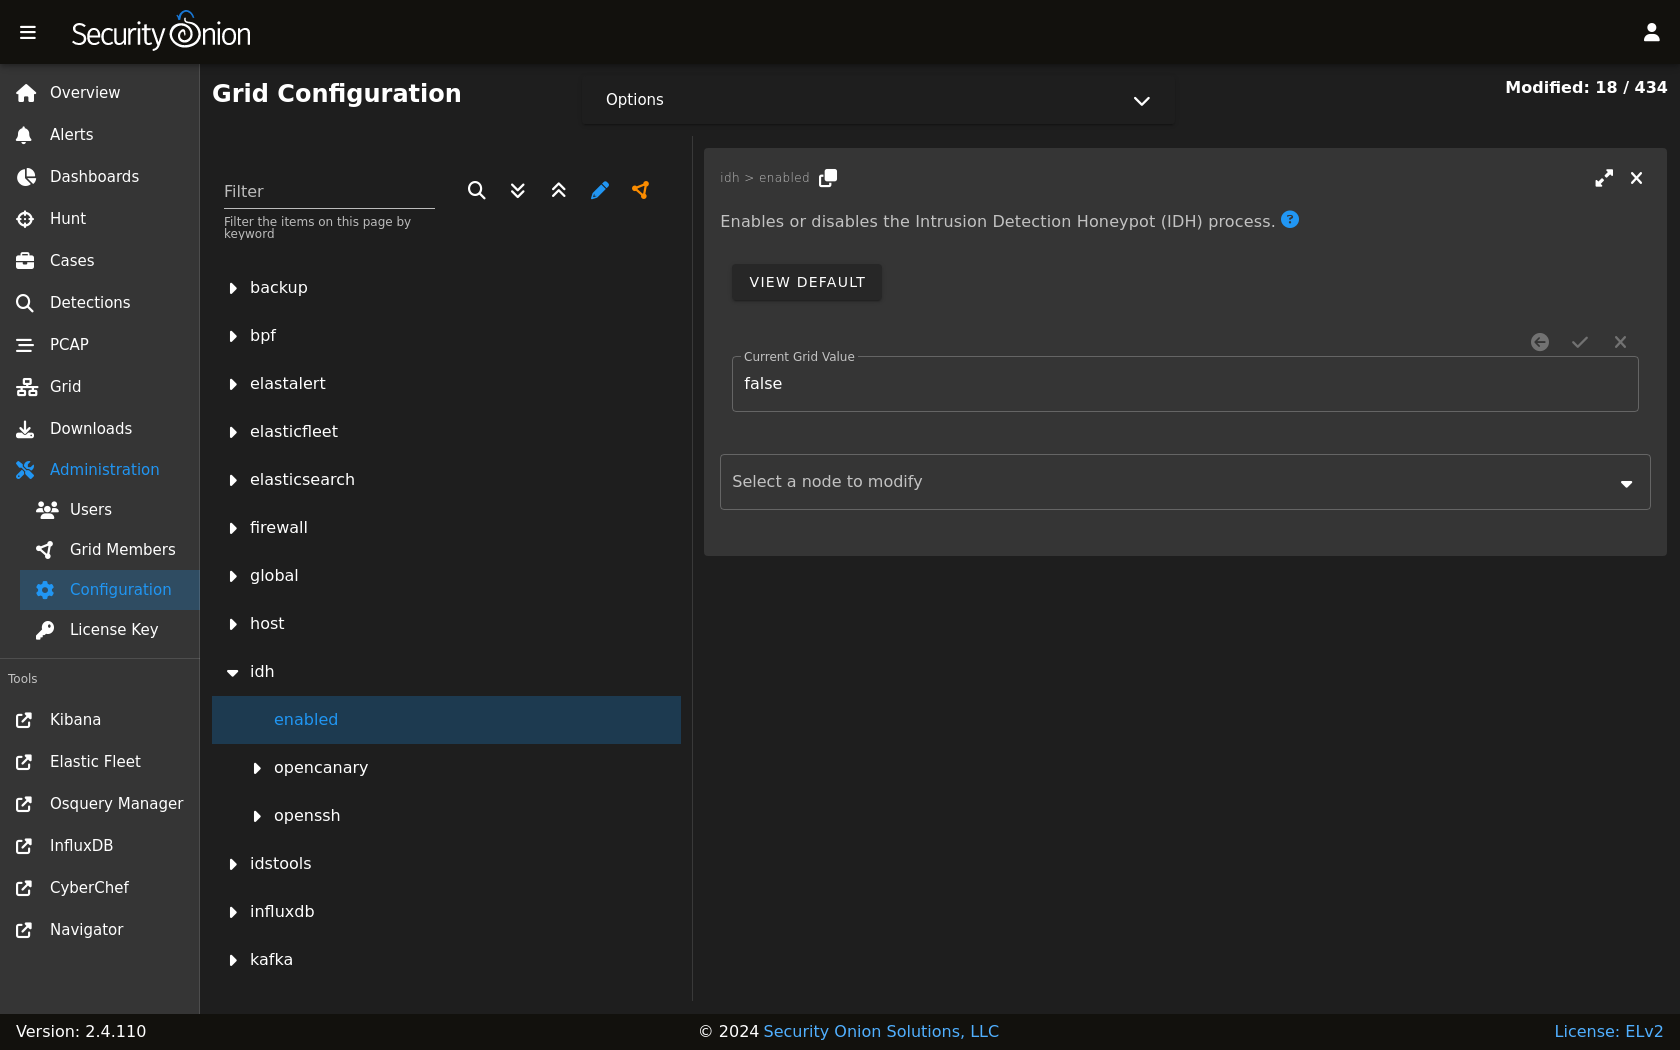 Security Onion
Overview
Alerts
Dashboards
Hunt
Cases
Detections
PCAP
Grid
Downloads
Administration
Users
Grid Members
Configuration
License Key
Tools
Kibana
Elastic Fleet
Osquery Manager
InfluxDB
CyberChef
Navigator
Grid Configuration
Options
Modified: 18 / 434
Filter
Filter the items on this page by
keyword
backup
bpf
elastalert
elasticfleet
elasticsearch
firewall
global
host
idh
enabled
opencanary
openssh
idstools
influxdb
kafka
idh > enabled
Enables or disables the Intrusion Detection Honeypot (IDH) process. ?
VIEW DEFAULT
Current Grid Value
false
Select a node to modify
Version: 2.4.110
© 2024 Security Onion Solutions, LLC
License: ELv2